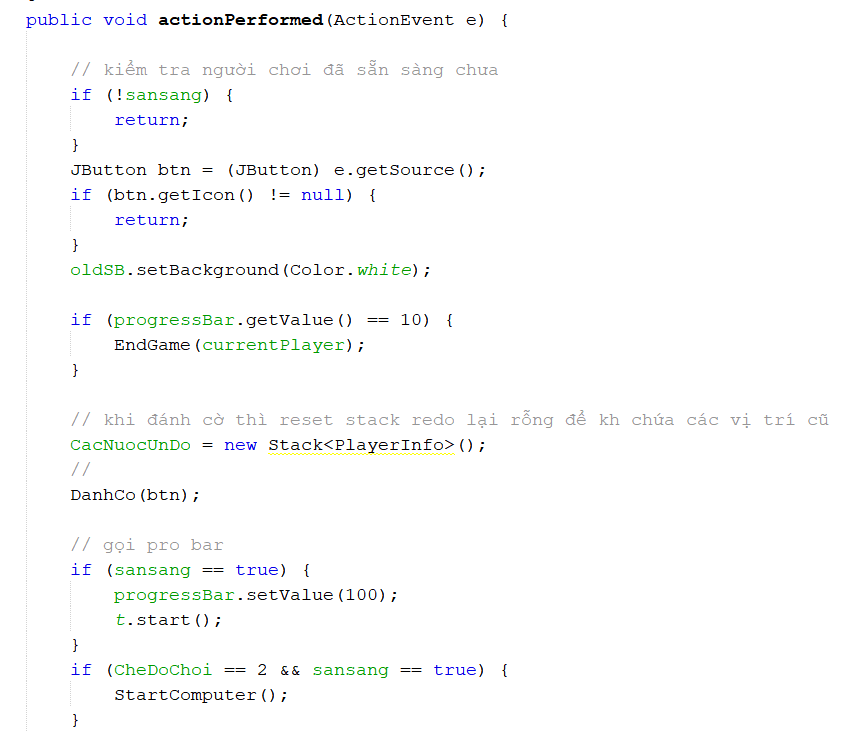 public void actionPerformed(ActionEvent e) {
// kiểm tra người chơi đã sẵn sàng chưa
if (!sansang) {
return;
}
JButton btn = (JButton) e.getSource();
if (btn.getIcon() != null) {
return;
}
oldSB.setBackground(Color.white);
if (progressBar.getValue() == 10) {
EndGame(currentPlayer);
}
// khi đánh cờ thì reset stack redo lại rỗng để kh chứa các vị trí cũ
CacNuocUnDo = new Stack<PlayerInfo>();
//
DanhCo(btn);
// gọi pro bar
if (sansang == true) {
progressBar.setValue(100);
t.start();
}
if (CheDoChoi == 2 && sansang == true) {
StartComputer();
}